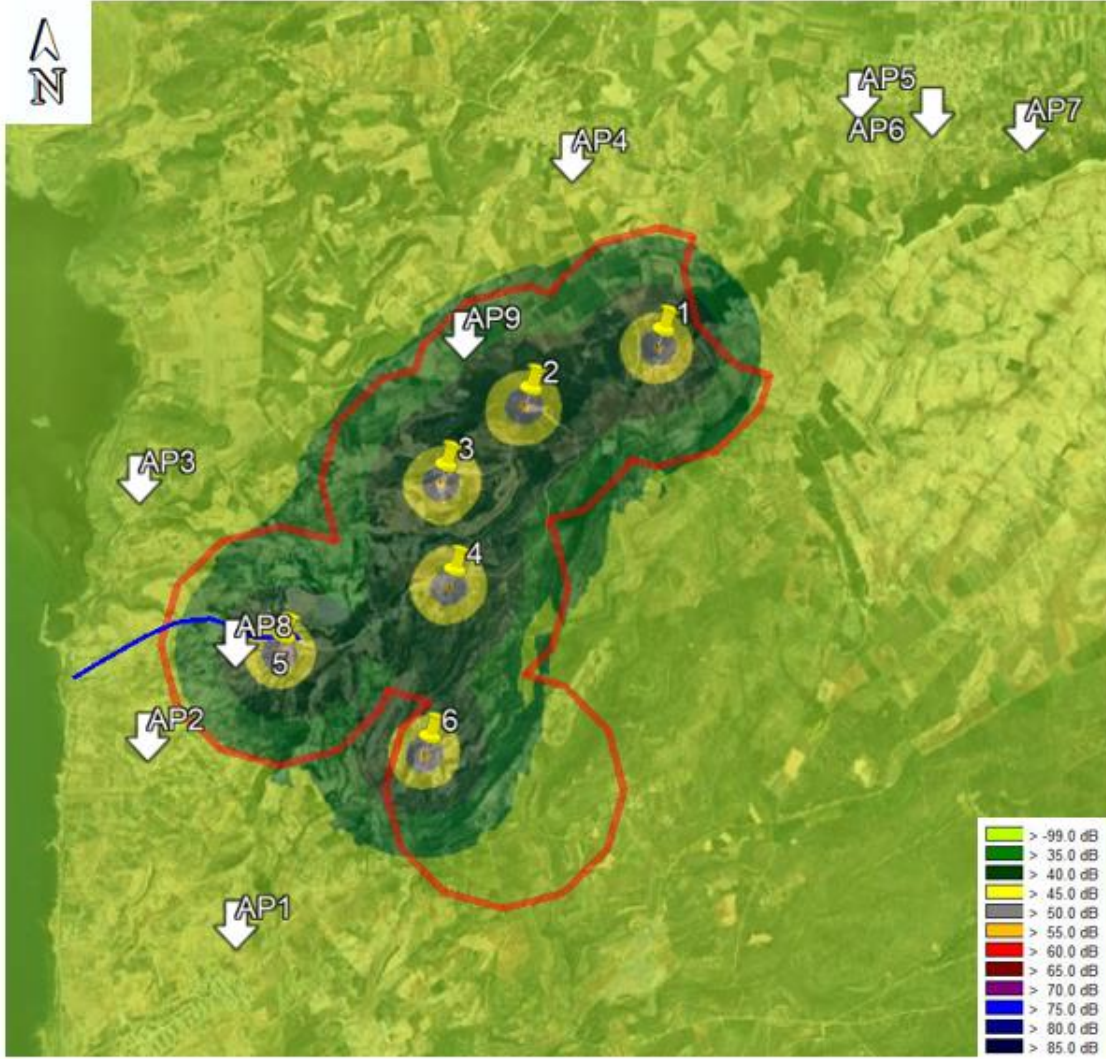 N
AP5
AP7
AP6
AP4
1
AP9
2
3
AP3
4
AP8
5
AP2
6
AP1
> -99.0 dB
> 35.0 dB
> 40.0 dB
> 45.0 dB
> 50.0 dB
> 55.0 dB
> 60.0 dB
> 65.0 dB
> 70.0 dB
> 75.0 dB
> 80.0 dB
> 85.0 dB